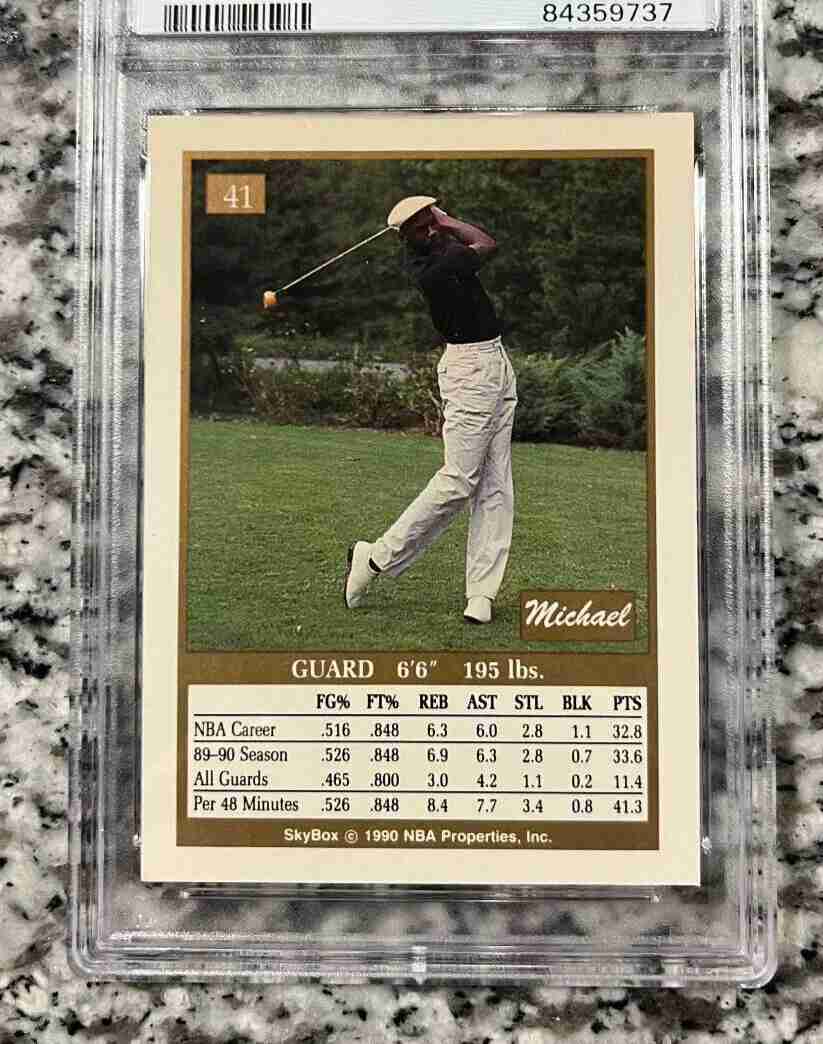 84359737
41
Michael
GUARD 6'6" 195 lbs.
FG% FT% REB AST STL BLK PTS
NBA Career .516 .848 6.3 6.0 2.8 1.1 32.8
89–90 Season .526 .848 6.9 6.3 2.8 0.7 33.6
All Guards .465 .800 3.0 4.2 1.1 0.2 11.4
Per 48 Minutes .526 .848 8.4 7.7 3.4 0.8 41.3
SkyBox © 1990 NBA Properties, Inc.